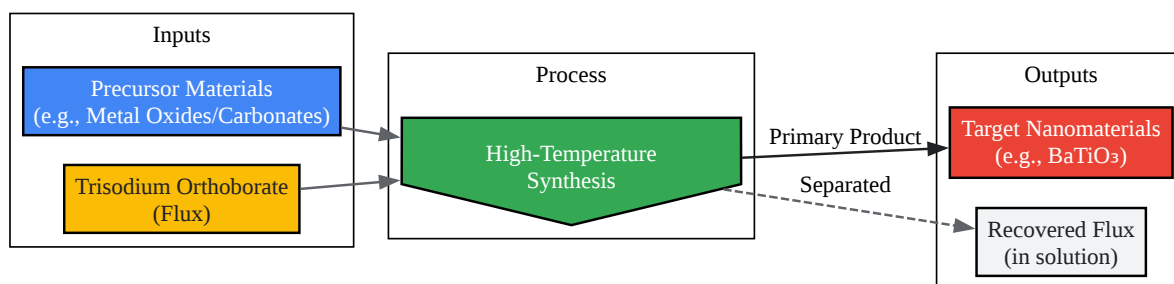 Inputs
Precursor Materials
(e.g., Metal Oxides/Carbonates)
Trisodium Orthoborate
(Flux)
Process
High-Temperature
Synthesis
Primary Product
Separated
Outputs
Target Nanomaterials
(e.g., BaTiO₃)
Recovered Flux
(in solution)